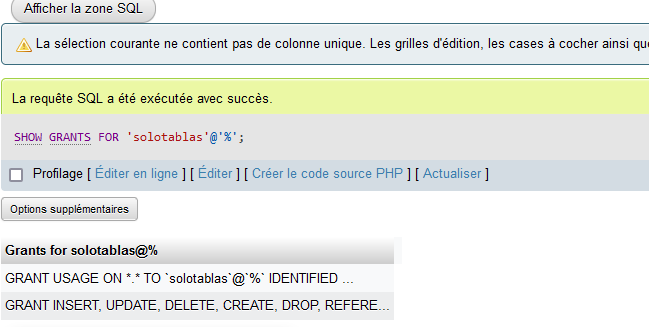 Afficher la zone SQL
La sélection courante ne contient pas de colonne unique. Les grilles d'édition, les cases à cocher ainsi que
La requête SQL a été exécutée avec succès.
SHOW GRANTS FOR 'solotablas'@'%';
Profilage [ Éditer en ligne ] [ Éditer ] [ Créer le code source PHP ] [ Actualiser ]
Options supplémentaires
Grants for solotablas@%
GRANT USAGE ON *.* TO `solotablas`@`%` IDENTIFIED ...
GRANT INSERT, UPDATE, DELETE, CREATE, DROP, REFERE...